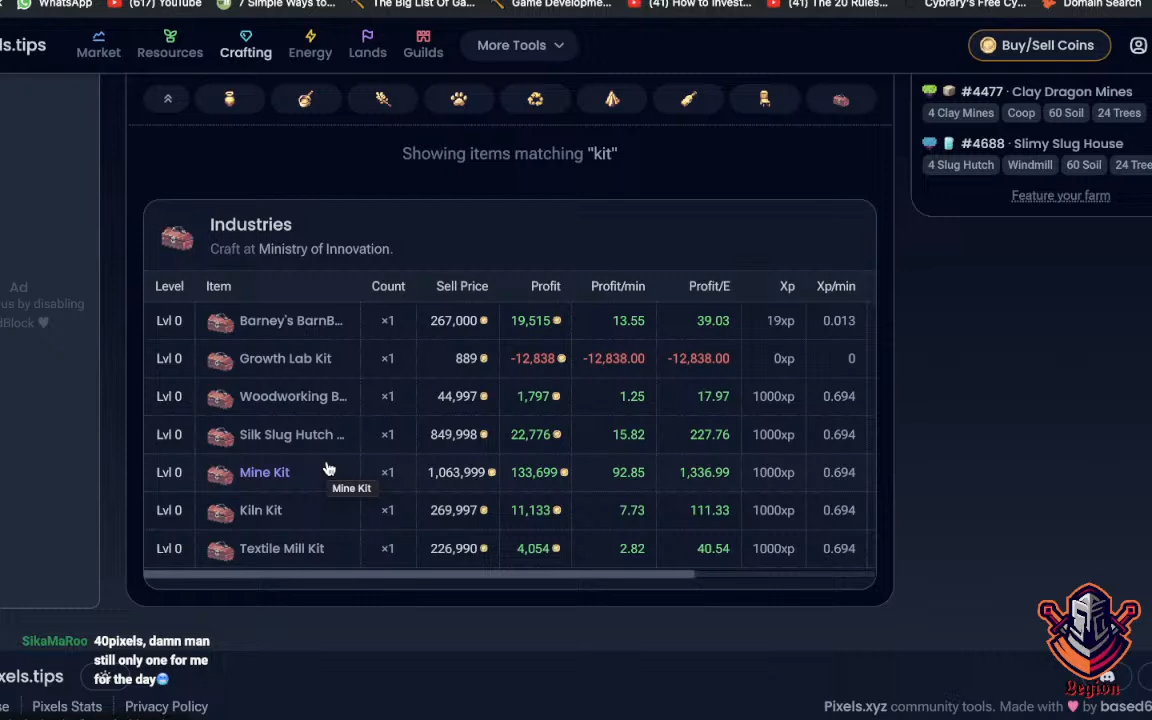 WhatsApp (617) YouTube 7 Simple Ways to... The Big List Of Ga... Game Developme... (41) How to Invest... (41) The 20 Rules... Cybrary's Free Cy... Domain Search
ls.tips Market Resources Crafting Energy Lands Guilds More Tools Buy/Sell Coins
#4477 · Clay Dragon Mines
4 Clay Mines Coop 60 Soil 24 Trees
#4688 · Slimy Slug House
4 Slug Hutch Windmill 60 Soil 24 Tree
Feature your farm
Showing items matching "kit"
Industries
Craft at Ministry of Innovation.
Level Item Count Sell Price Profit Profit/min Profit/E Xp Xp/min
Lvl 0 Barney's BarnB... ×1 267,000 19,515 13.55 39.03 19xp 0.013
Lvl 0 Growth Lab Kit ×1 889 -12,838 -12,838.00 -12,838.00 0xp 0
Lvl 0 Woodworking B... ×1 44,997 1,797 1.25 17.97 1000xp 0.694
Lvl 0 Silk Slug Hutch ... ×1 849,998 22,776 15.82 227.76 1000xp 0.694
Lvl 0 Mine Kit ×1 1,063,999 133,699 92.85 1,336.99 1000xp 0.694
Mine Kit
Lvl 0 Kiln Kit ×1 269,997 11,133 7.73 111.33 1000xp 0.694
Lvl 0 Textile Mill Kit ×1 226,990 4,054 2.82 40.54 1000xp 0.694
Ad
us by disabling
dBlock
SikaMaRoo 40pixels, damn man
still only one for me
for the day
xels.tips
se Pixels Stats Privacy Policy
Pixels.xyz community tools. Made with ♥ by based6
Legion